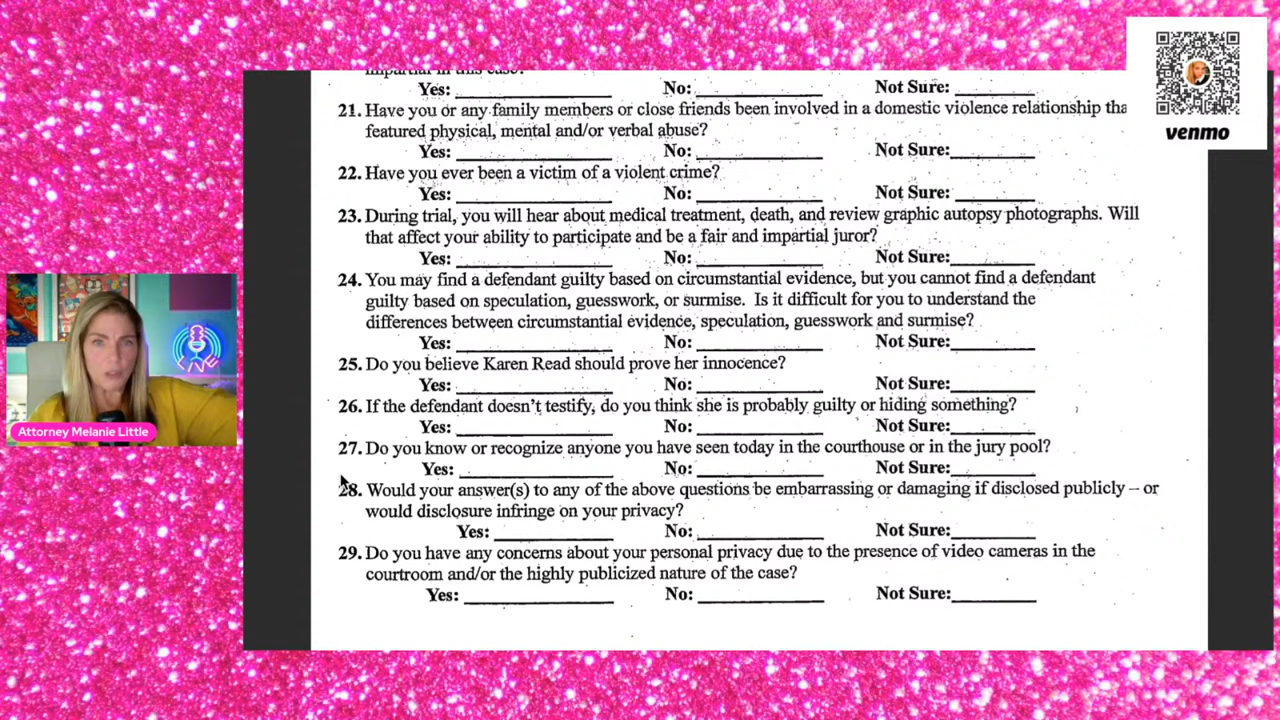 impartial in this case?
Yes: No: Not Sure:
21. Have you or any family members or close friends been involved in a domestic violence relationship tha
featured physical, mental and/or verbal abuse?
Yes: No: Not Sure:
22. Have you ever been a victim of a violent crime?
Yes: No: Not Sure:
23. During trial, you will hear about medical treatment, death, and review graphic autopsy photographs. Will
that affect your ability to participate and be a fair and impartial juror?
Yes: No: Not Sure:
24. You may find a defendant guilty based on circumstantial evidence, but you cannot find a defendant
guilty based on speculation, guesswork, or surmise. Is it difficult for you to understand the
differences between circumstantial evidence, speculation, guesswork and surmise?
Yes: No: Not Sure:
25. Do you believe Karen Read should prove her innocence?
Yes: No: Not Sure:
26. If the defendant doesn't testify, do you think she is probably guilty or hiding something?
Yes: No: Not Sure:
27. Do you know or recognize anyone you have seen today in the courthouse or in the jury pool?
Yes: No: Not Sure:
28. Would your answer(s) to any of the above questions be embarrassing or damaging if disclosed publicly – or
would disclosure infringe on your privacy?
Yes: No: Not Sure:
29. Do you have any concerns about your personal privacy due to the presence of video cameras in the
courtroom and/or the highly publicized nature of the case?
Yes: No: Not Sure:
venmo
Attorney Melanie Little